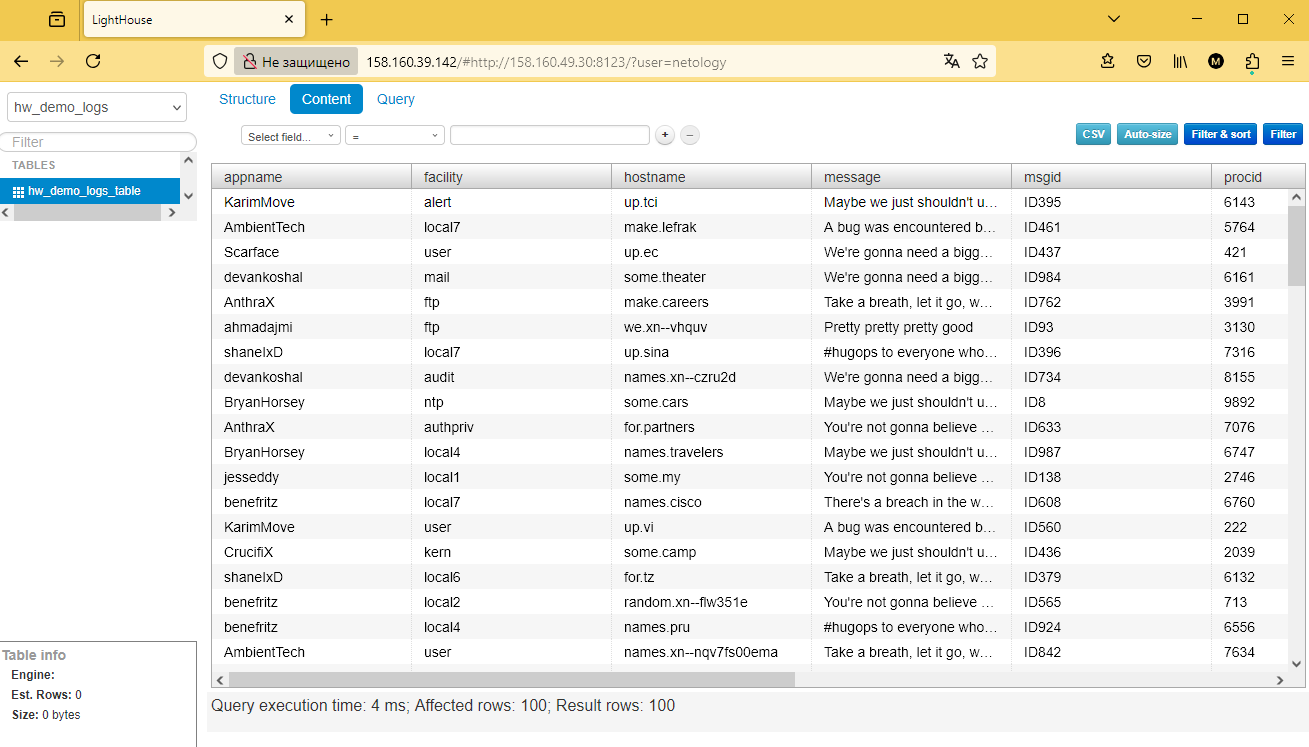 LightHouse
Не защищено 158.160.39.142/#http://158.160.49.30:8123/?user=netology
hw_demo_logs
Structure Content Query
Filter
Select field... =
+ − CSV Auto-size Filter & sort Filter
TABLES
hw_demo_logs_table
appname facility hostname message msgid procid
KarimMove alert up.tci Maybe we just shouldn't u... ID395 6143
AmbientTech local7 make.lefrak A bug was encountered b... ID461 5764
Scarface user up.ec We're gonna need a bigg... ID437 421
devankoshal mail some.theater We're gonna need a bigg... ID984 6161
AnthraX ftp make.careers Take a breath, let it go, w... ID762 3991
ahmadajmi ftp we.xn--vhquv Pretty pretty pretty good ID93 3130
shaneIxD local7 up.sina #hugops to everyone who... ID396 7316
devankoshal audit names.xn--czru2d We're gonna need a bigg... ID734 8155
BryanHorsey ntp some.cars Maybe we just shouldn't u... ID8 9892
AnthraX authpriv for.partners You're not gonna believe ... ID633 7076
BryanHorsey local4 names.travelers Maybe we just shouldn't u... ID987 6747
jesseddy local1 some.my You're not gonna believe ... ID138 2746
benefritz local7 names.cisco There's a breach in the w... ID608 6760
KarimMove user up.vi A bug was encountered b... ID560 222
CrucifiX kern some.camp Maybe we just shouldn't u... ID436 2039
shaneIxD local6 for.tz Take a breath, let it go, w... ID379 6132
benefritz local2 random.xn--flw351e You're not gonna believe ... ID565 713
benefritz local4 names.pru #hugops to everyone who... ID924 6556
AmbientTech user names.xn--nqv7fs00ema Take a breath, let it go, w... ID842 7634
Table info
Engine:
Est. Rows: 0
Size: 0 bytes
Query execution time: 4 ms; Affected rows: 100; Result rows: 100